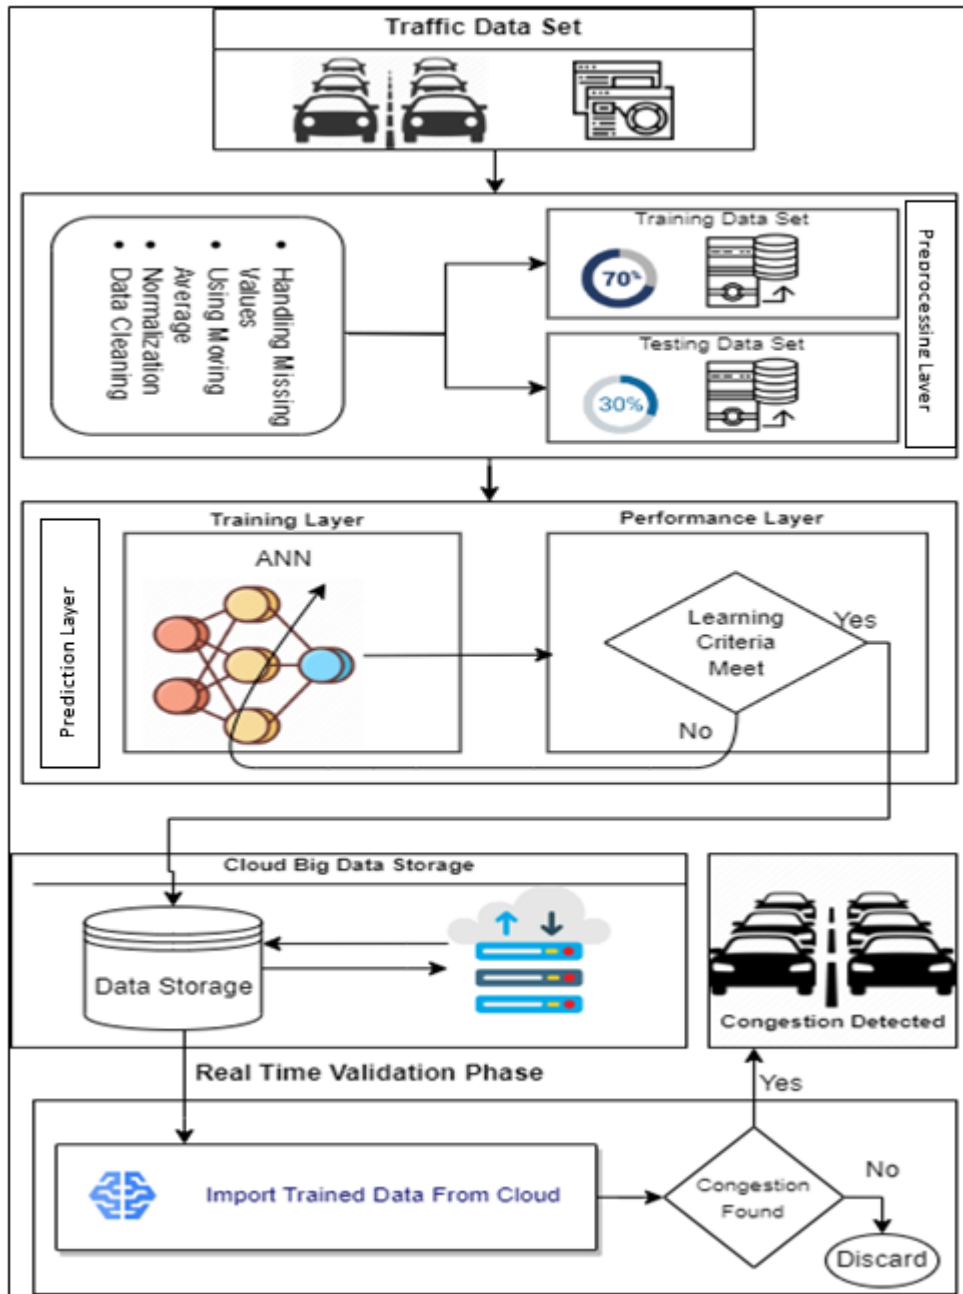 Traffic Data Set
Handling Missing
Values
Using Moving
Average
Normalization
Data Cleaning
Training Data Set
70%
Testing Data Set
30%
Preprocessing Layer
Prediction Layer
Training Layer
ANN
Performance Layer
Learning
Criteria
Meet
Yes
No
Cloud Big Data Storage
Data Storage
Congestion Detected
Real Time Validation Phase
Yes
Import Trained Data From Cloud
Congestion
Found
No
Discard